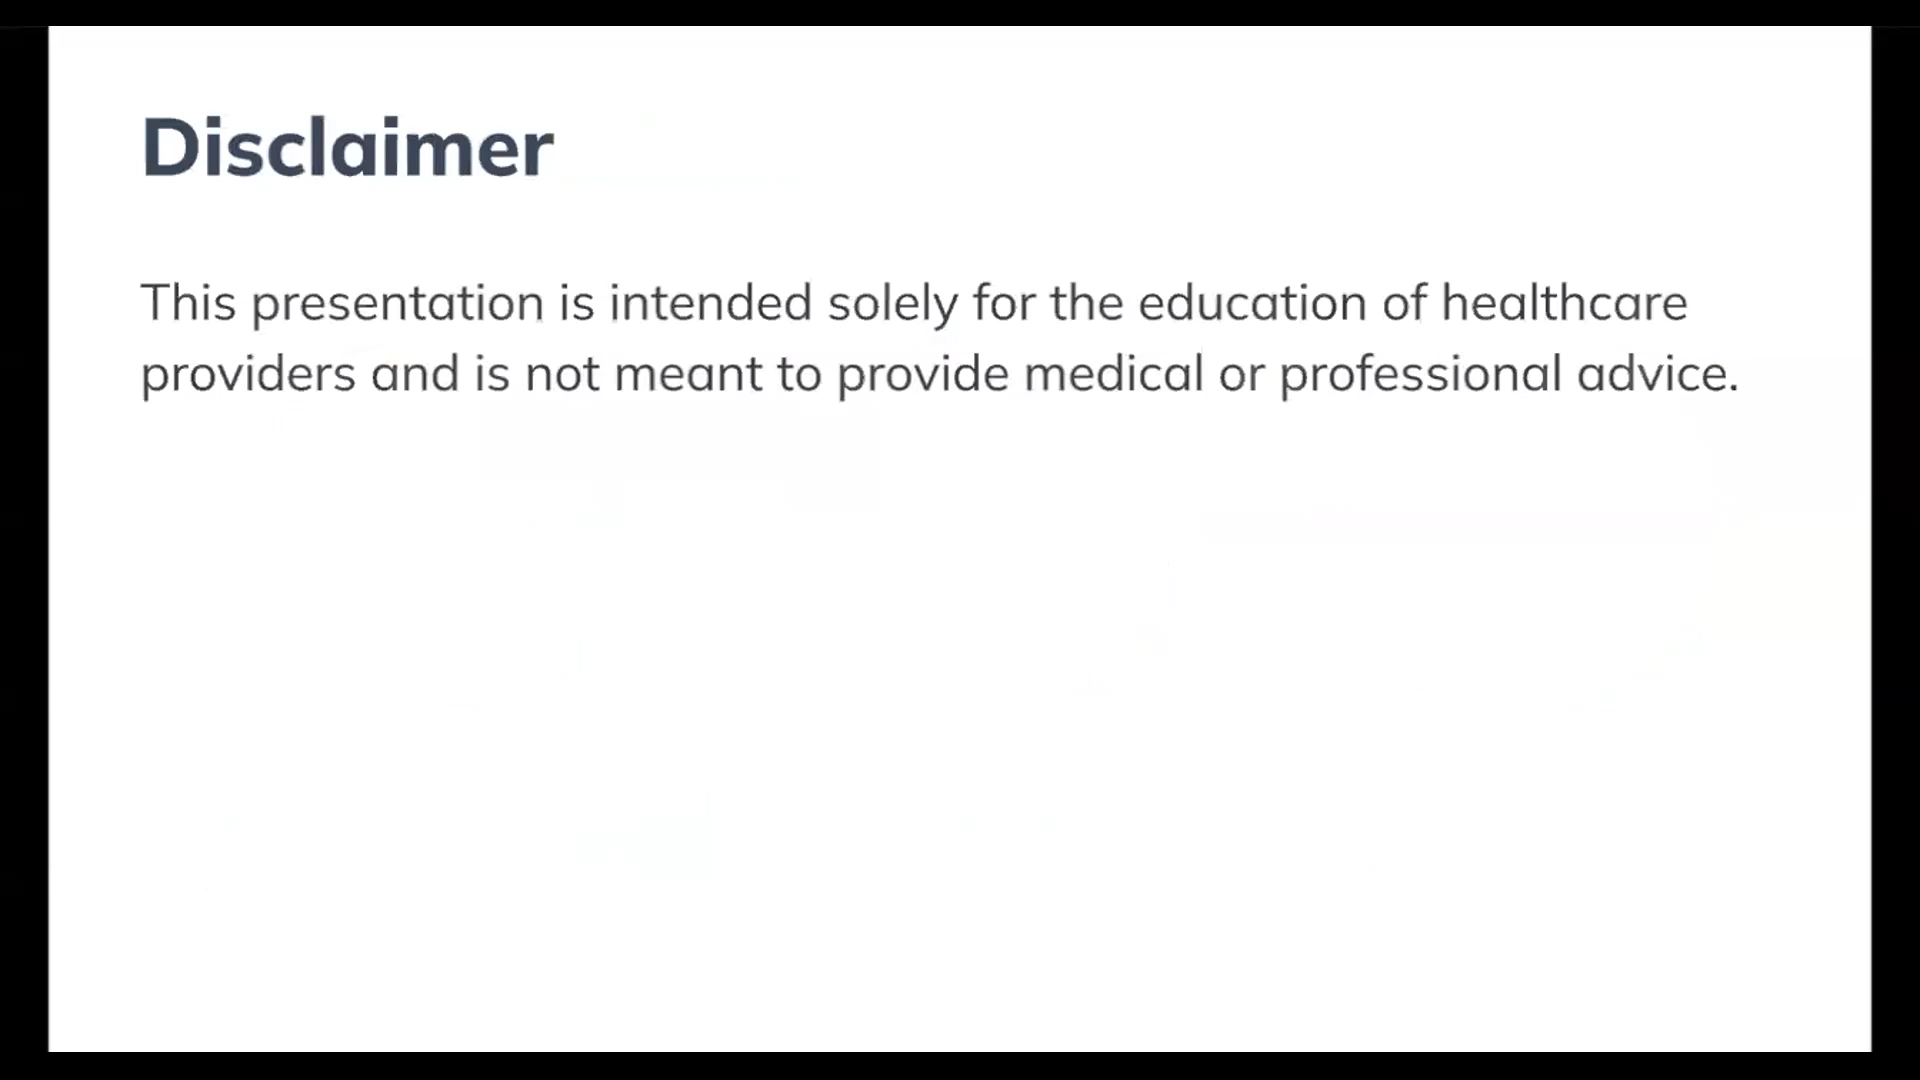 Disclaimer
This presentation is intended solely for the education of healthcare
providers and is not meant to provide medical or professional advice.